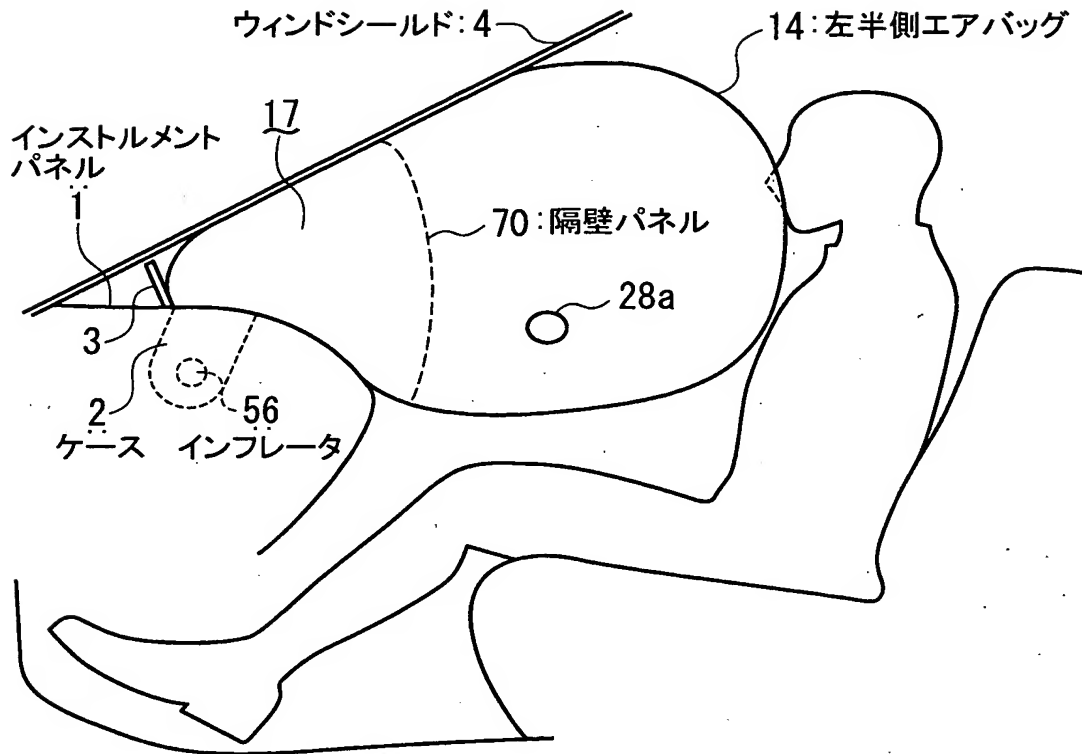 ウィンドシールド:4
14:左半側エアバッグ
17
インストルメント
パネル
1
70:隔壁パネル
28a
3
2
ケース
56
インフレータ